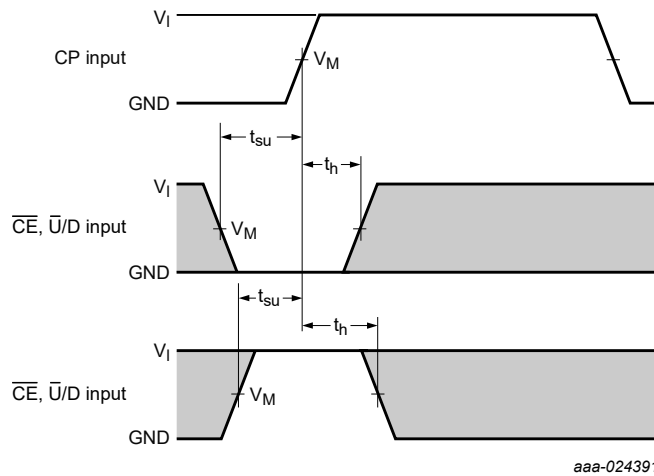 V_I
CP input
V_M
GND
t_su
t_h
V_I
C̅E̅, U̅/D input
V_M
GND
t_su
t_h
V_I
C̅E̅, U̅/D input
V_M
GND
aaa-024391